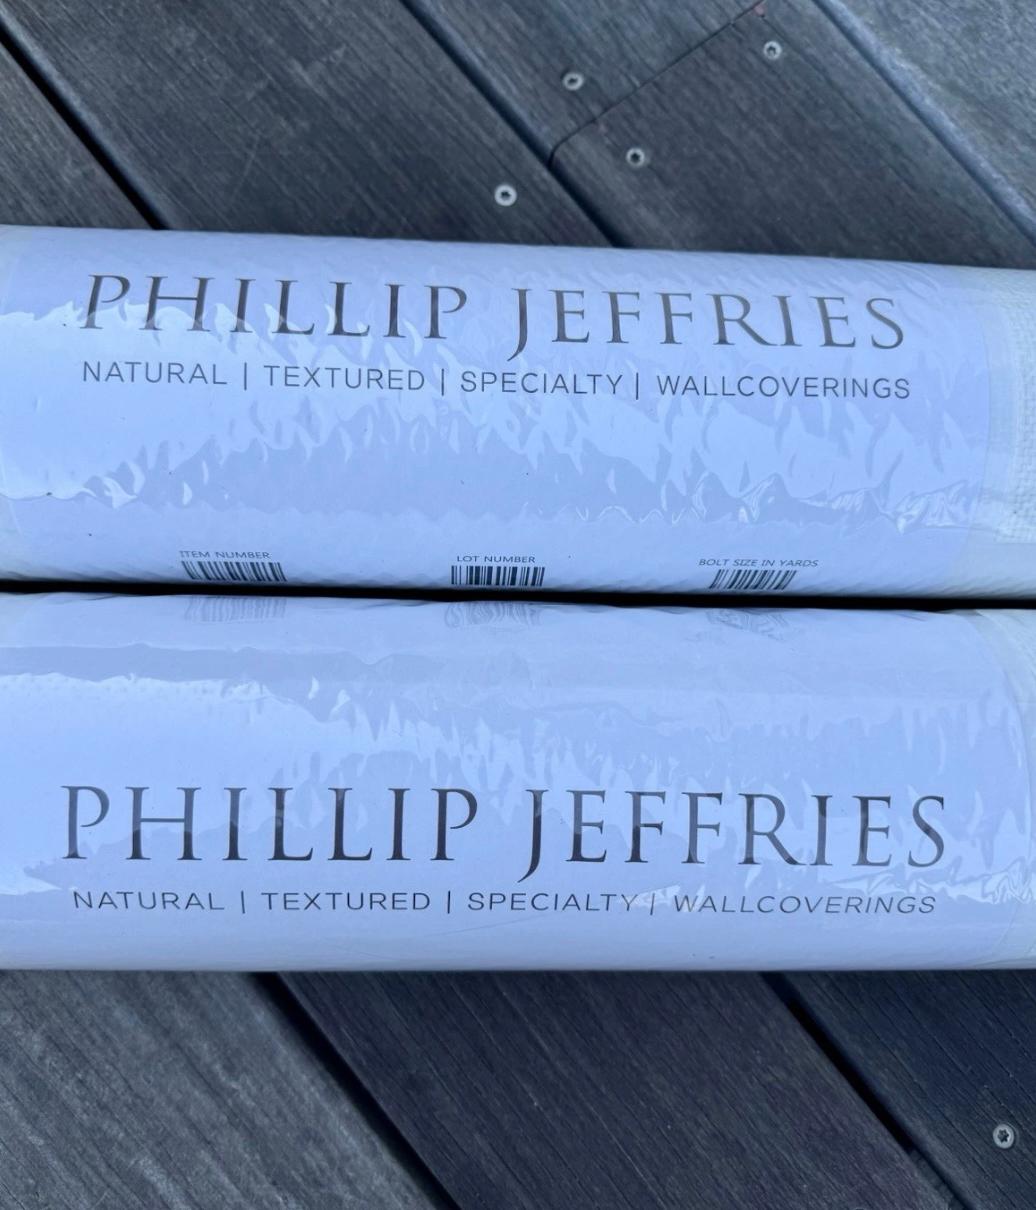 PHILLIP JEFFRIES
NATURAL | TEXTURED | SPECIALTY | WALLCOVERINGS
ITEM NUMBER LOT NUMBER BOLT SIZE IN YARDS
PHILLIP JEFFRIES
NATURAL | TEXTURED | SPECIALTY | WALLCOVERINGS